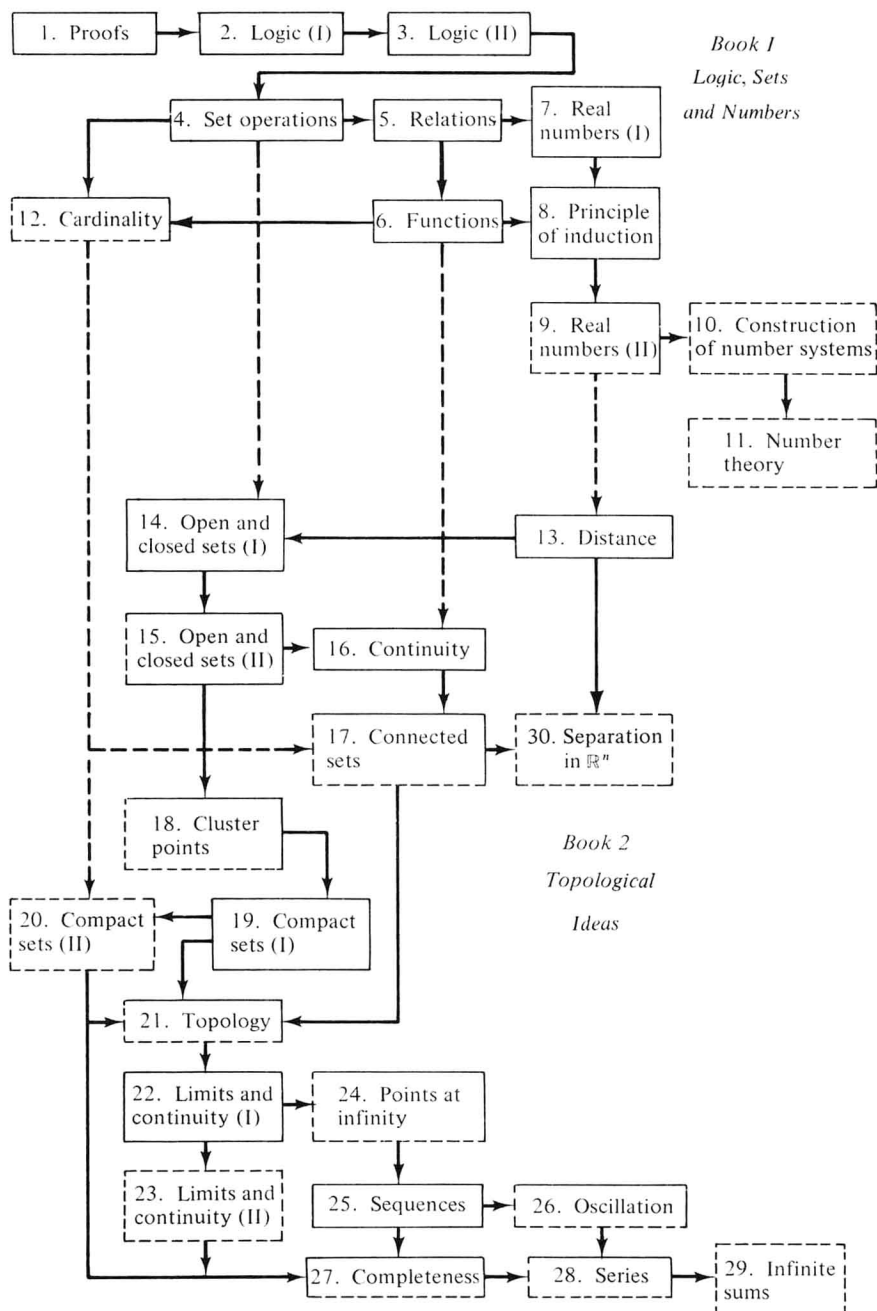 1. Proofs
2. Logic (I)
3. Logic (II)
Book 1
Logic, Sets
and Numbers
4. Set operations
5. Relations
7. Real
numbers (I)
12. Cardinality
6. Functions
8. Principle
of induction
9. Real
numbers (II)
10. Construction
of number systems
11. Number
theory
14. Open and
closed sets (I)
13. Distance
15. Open and
closed sets (II)
16. Continuity
17. Connected
sets
30. Separation
in ℝⁿ
18. Cluster
points
Book 2
Topological
Ideas
20. Compact
sets (II)
19. Compact
sets (I)
21. Topology
22. Limits and
continuity (I)
24. Points at
infinity
23. Limits and
continuity (II)
25. Sequences
26. Oscillation
27. Completeness
28. Series
29. Infinite
sums